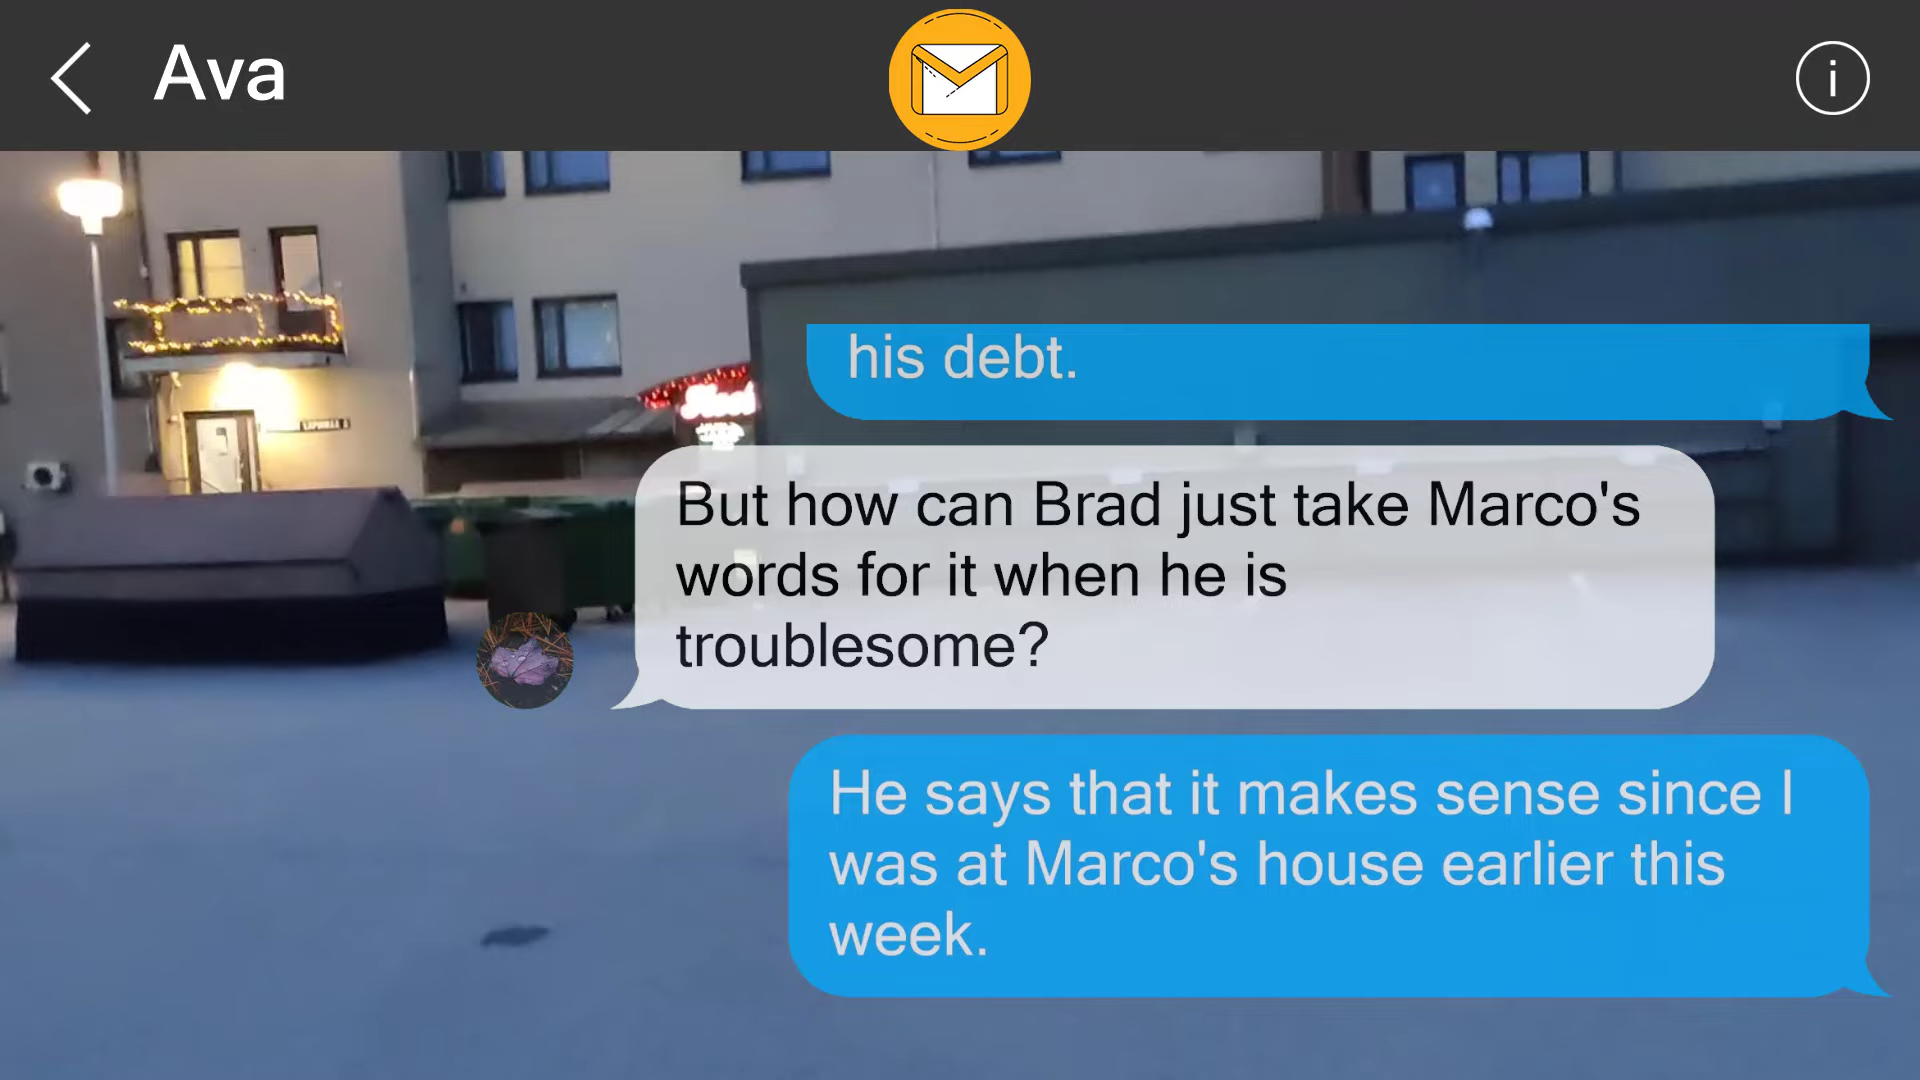 Ava
his debt.
But how can Brad just take Marco's
words for it when he is
troublesome?
He says that it makes sense since I
was at Marco's house earlier this
week.